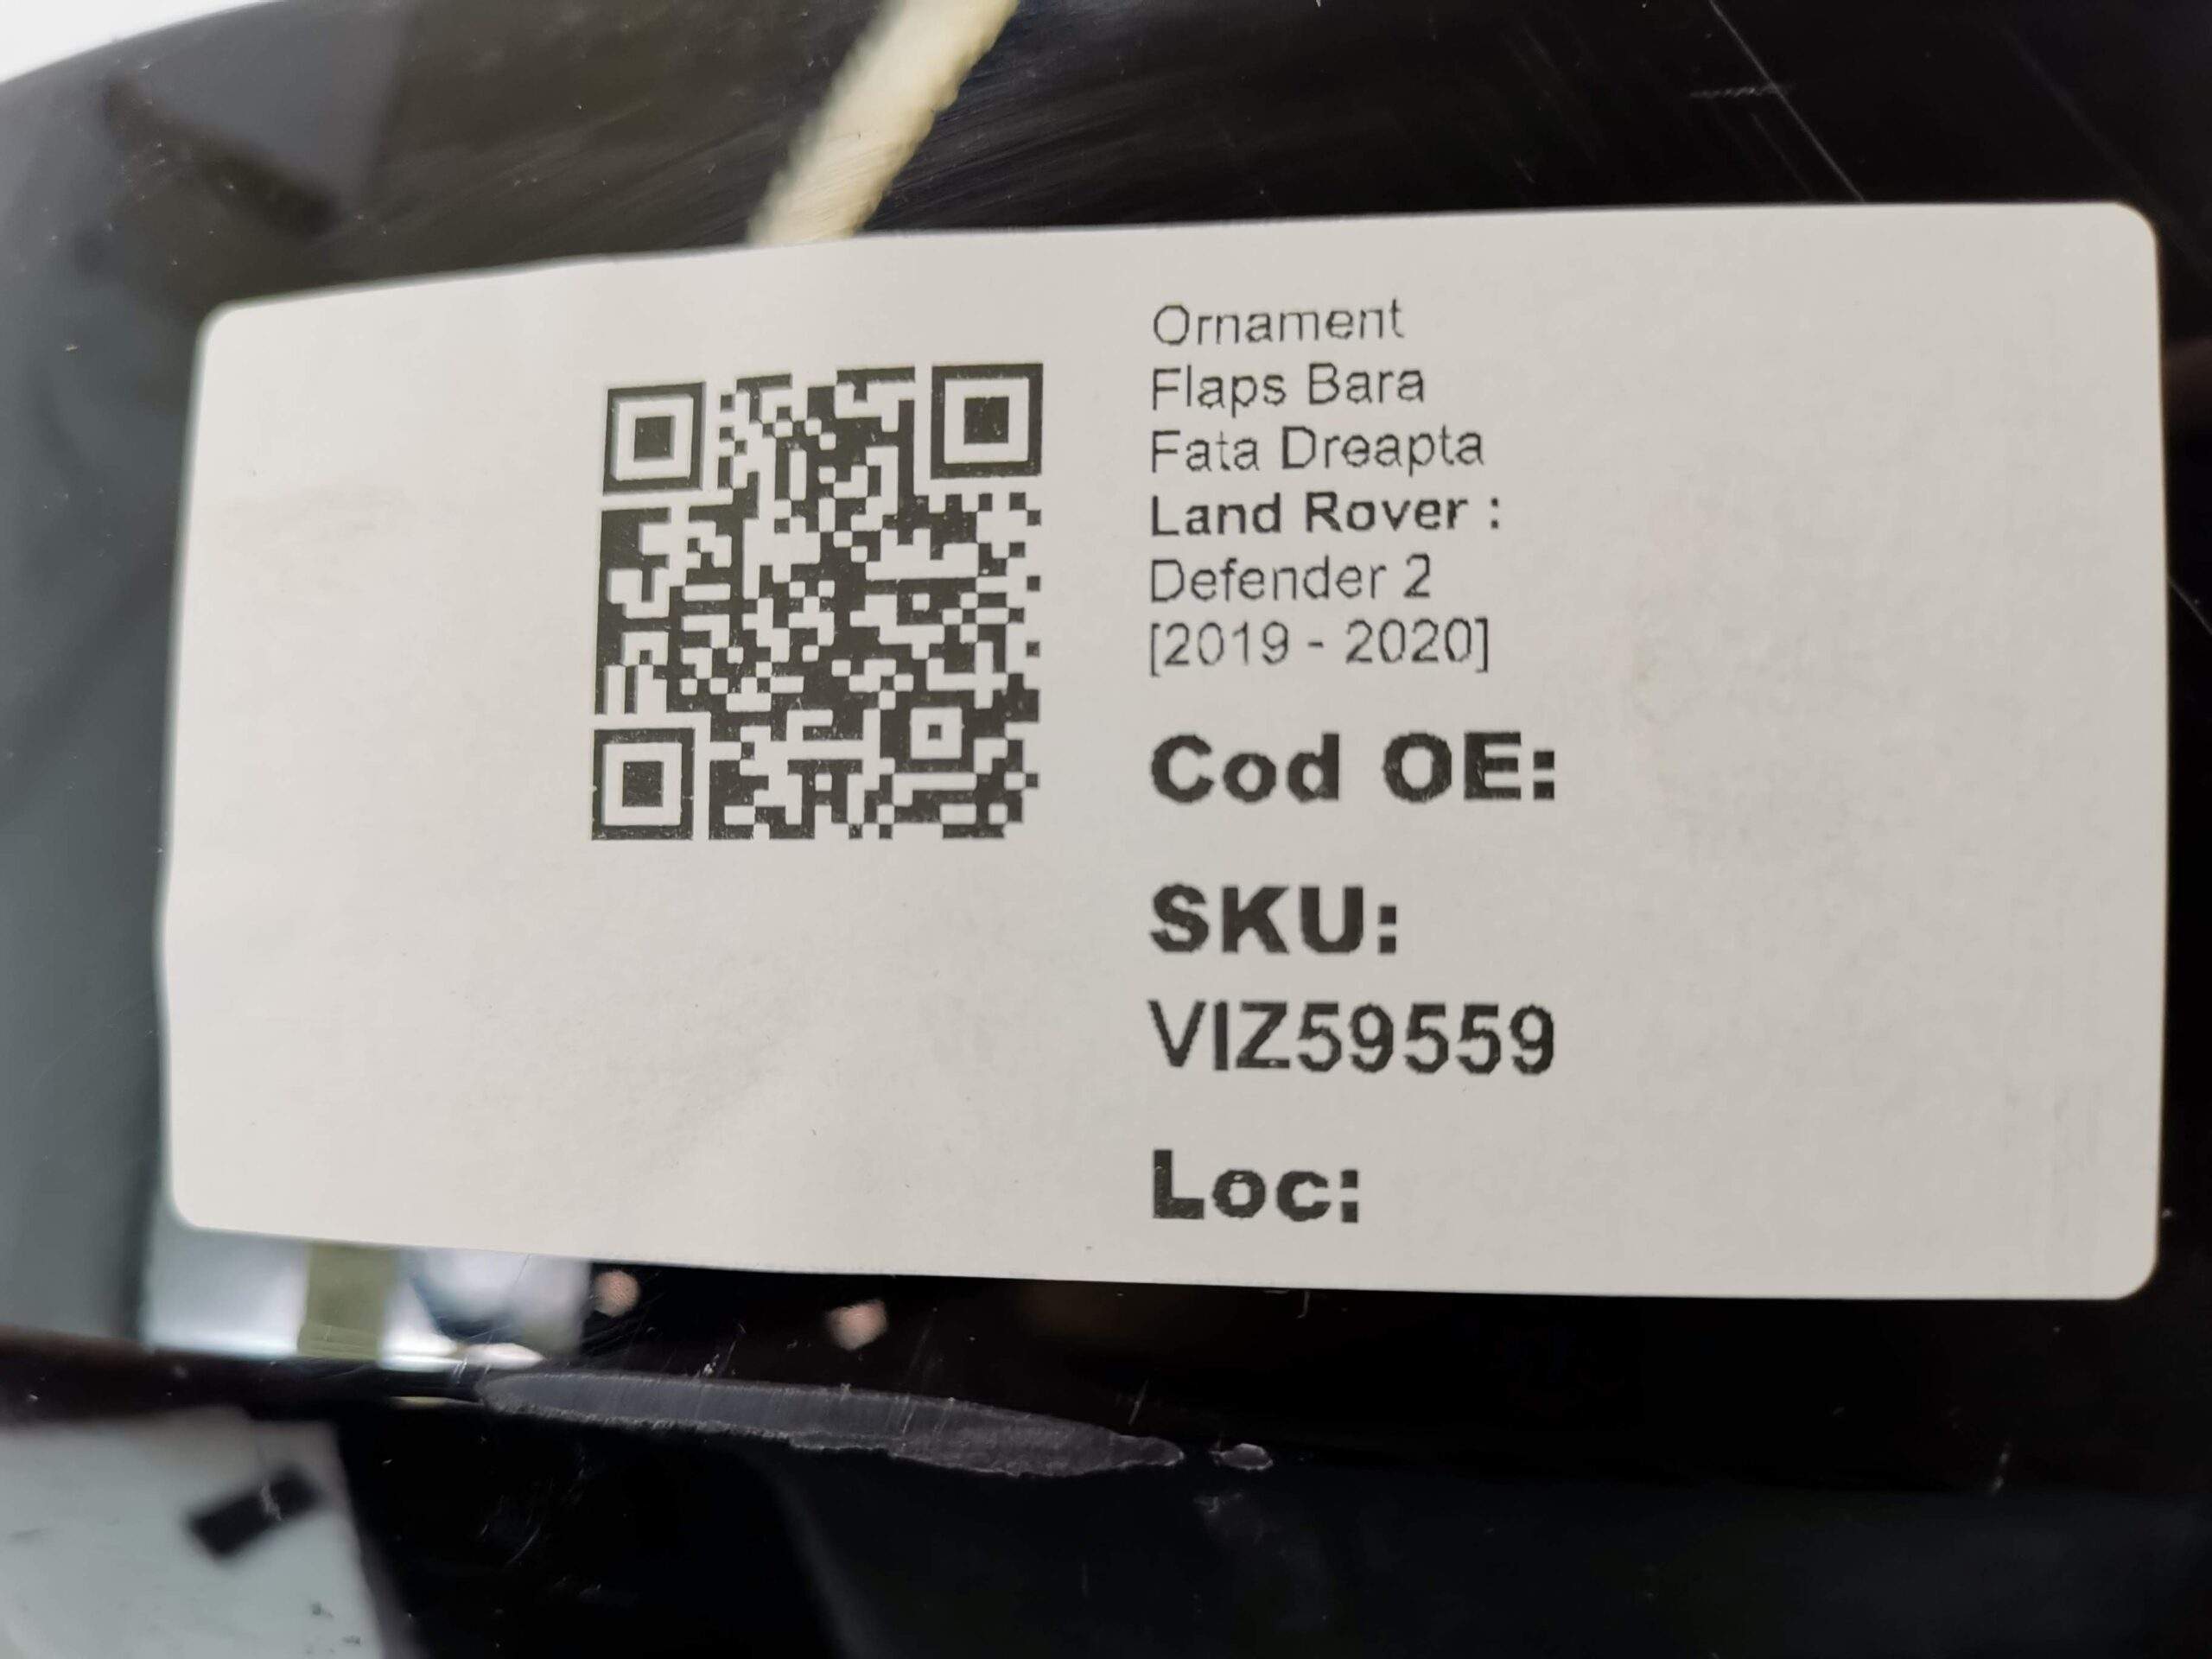 Ornament
Flaps Bara
Fata Dreapta
Land Rover :
Defender 2
[2019 - 2020]
Cod OE:
SKU:
VIZ59559
Loc: